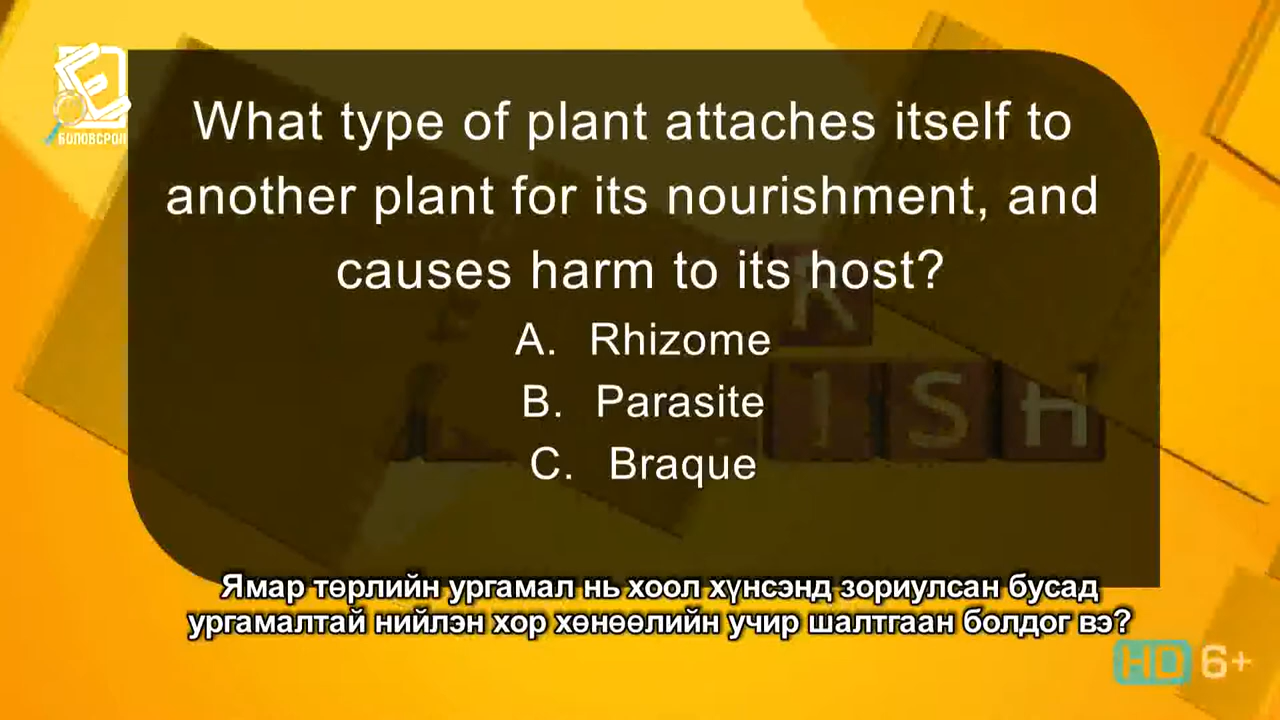 БОЛОВСРОЛ
What type of plant attaches itself to
another plant for its nourishment, and
causes harm to its host?
A. Rhizome
B. Parasite
C. Braque
R
I S H
Ямар төрлийн ургамал нь хоол хүнсэнд зориулсан бусад
ургамалтай нийлэн хор хөнөөлийн учир шалтгаан болдог вэ?
HD 6+